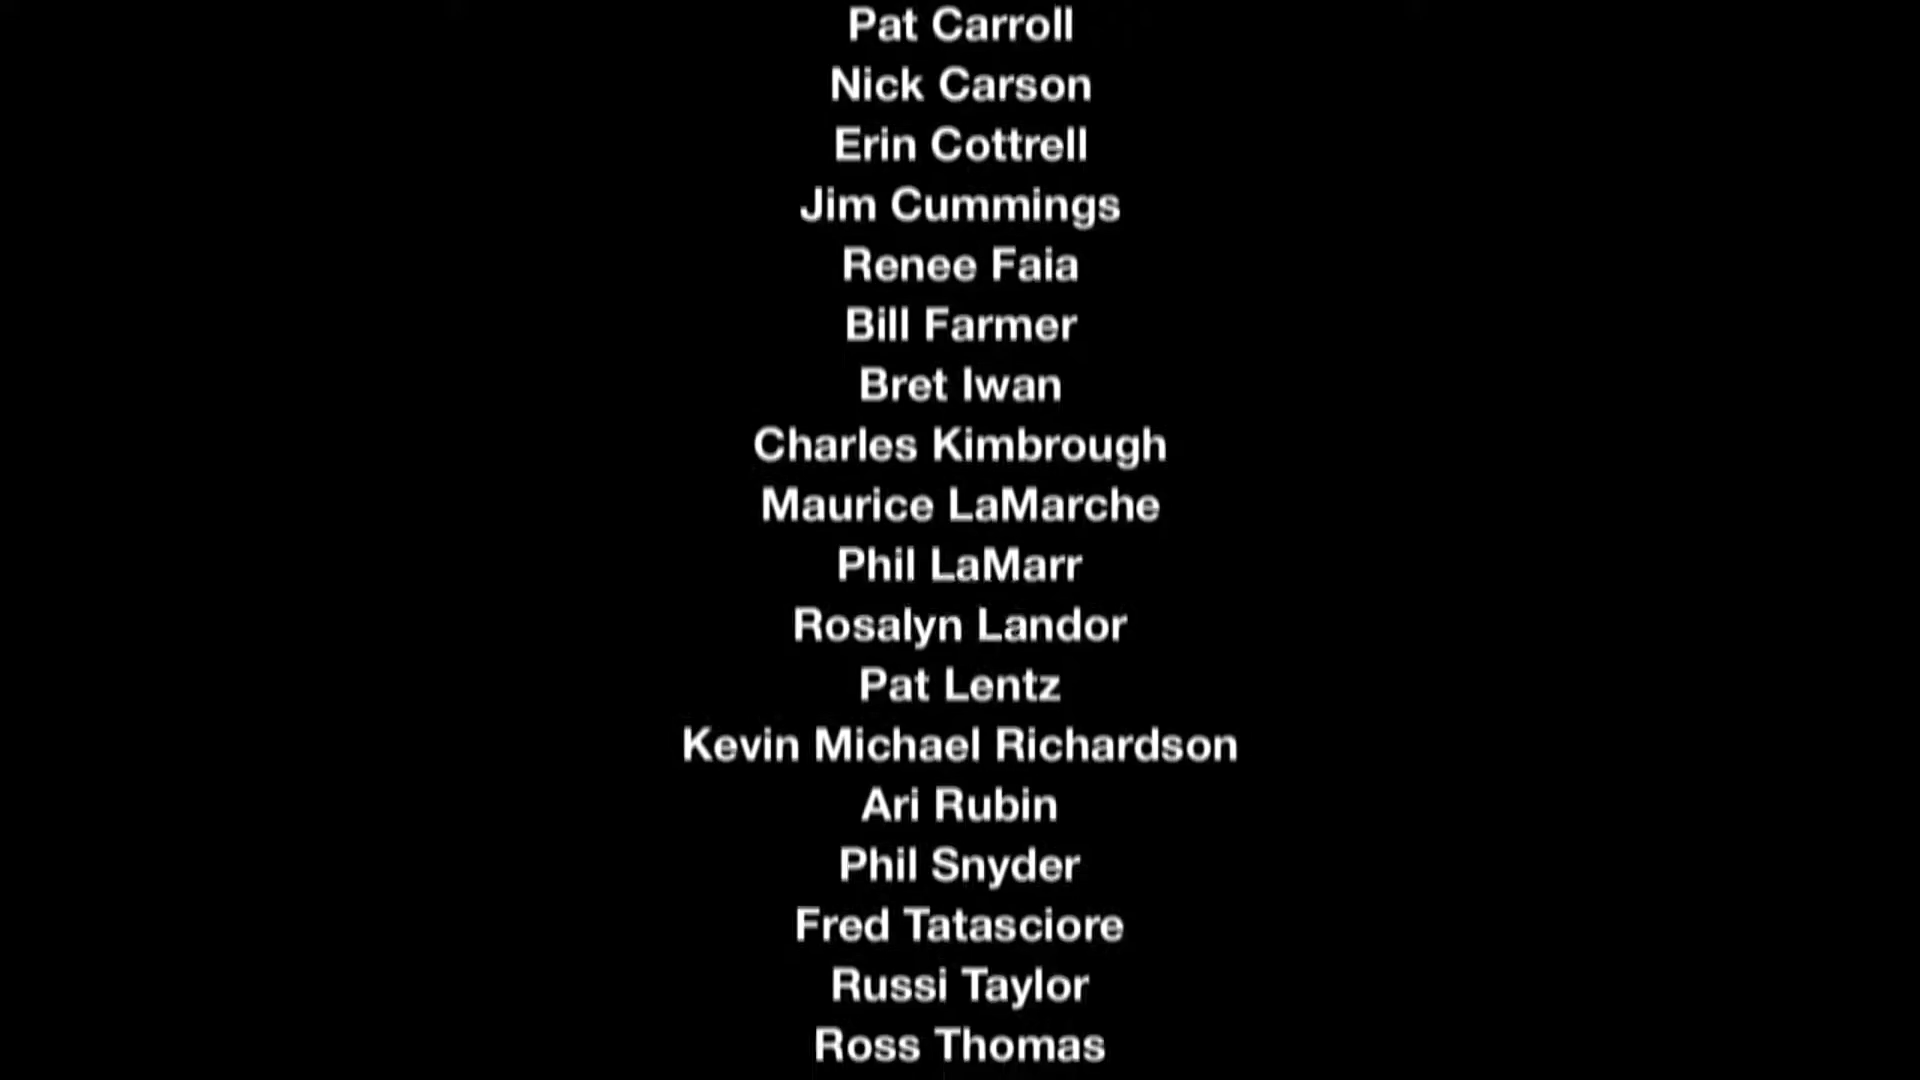 Pat Carroll
Nick Carson
Erin Cottrell
Jim Cummings
Renee Faia
Bill Farmer
Bret Iwan
Charles Kimbrough
Maurice LaMarche
Phil LaMarr
Rosalyn Landor
Pat Lentz
Kevin Michael Richardson
Ari Rubin
Phil Snyder
Fred Tatasciore
Russi Taylor
Ross Thomas